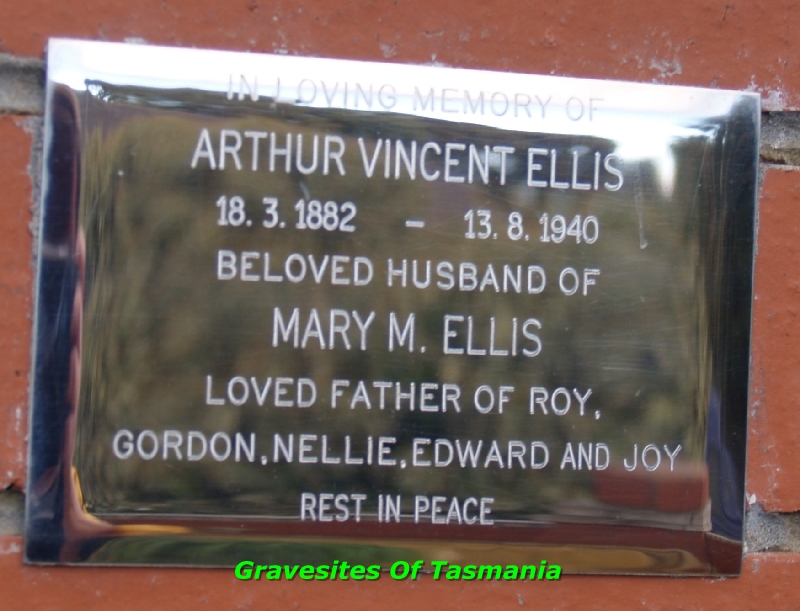 IN LOVING MEMORY OF
ARTHUR VINCENT ELLIS
18. 3. 1882 - 13. 8. 1940
BELOVED HUSBAND OF
MARY M. ELLIS
LOVED FATHER OF ROY,
GORDON, NELLIE, EDWARD AND JOY
REST IN PEACE
Gravesites Of Tasmania